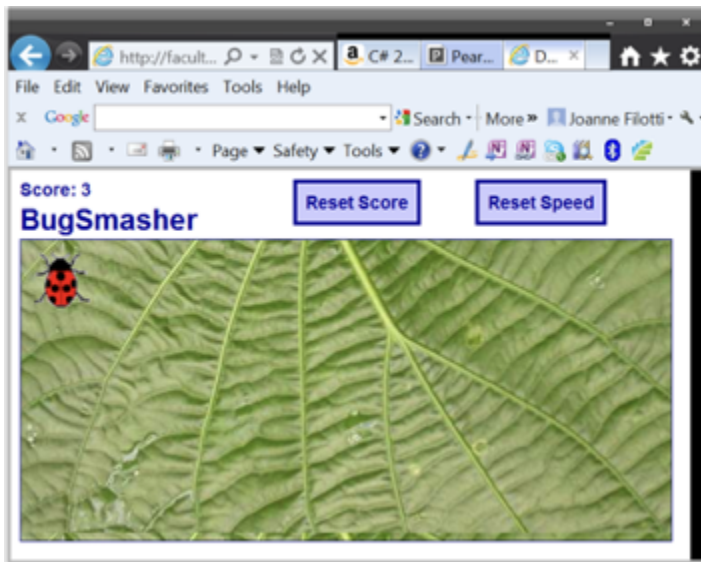 http://facult... C# 2... Pear... D...
File Edit View Favorites Tools Help
x Google Search More » Joanne Filotti
Page Safety Tools
Score: 3
Reset Score Reset Speed
BugSmasher